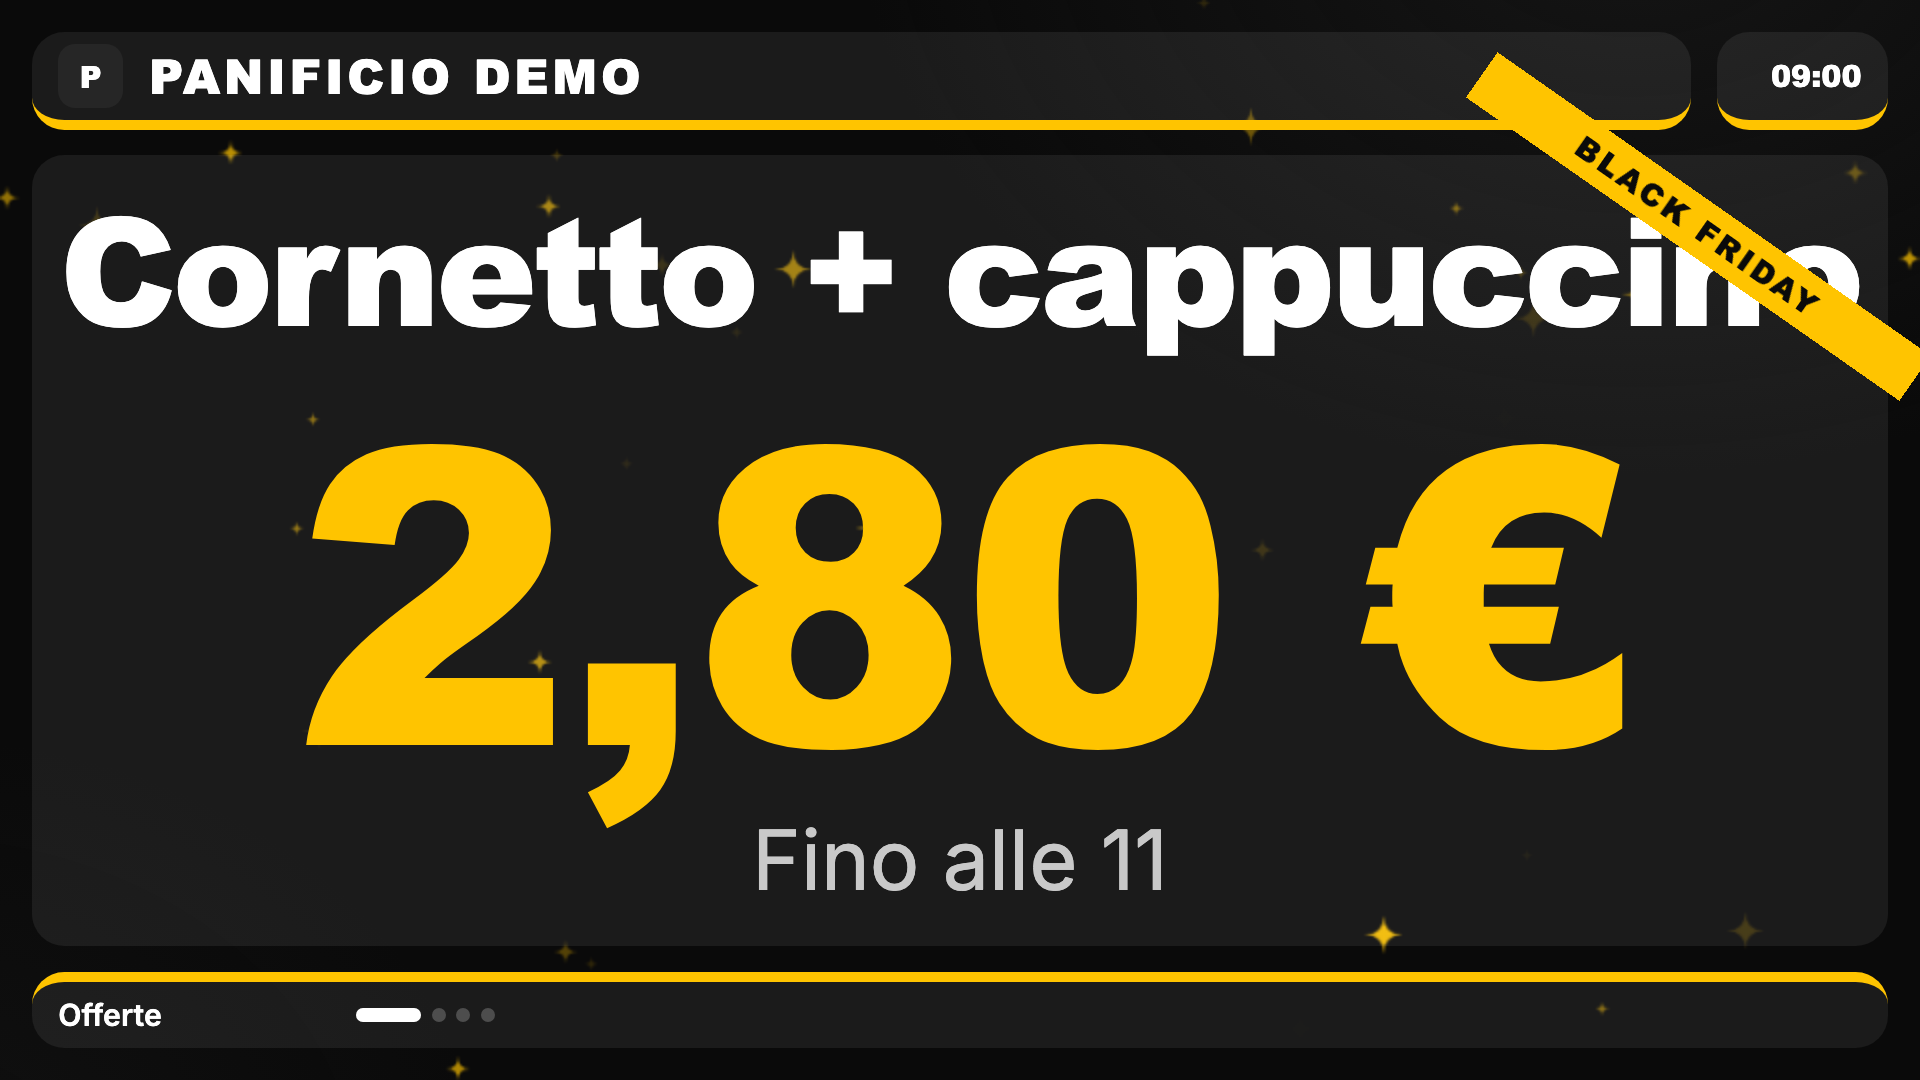 P
PANIFICIO DEMO
09:00
BLACK FRIDAY
Cornetto + cappuccino
2,80 €
Fino alle 11
Offerte